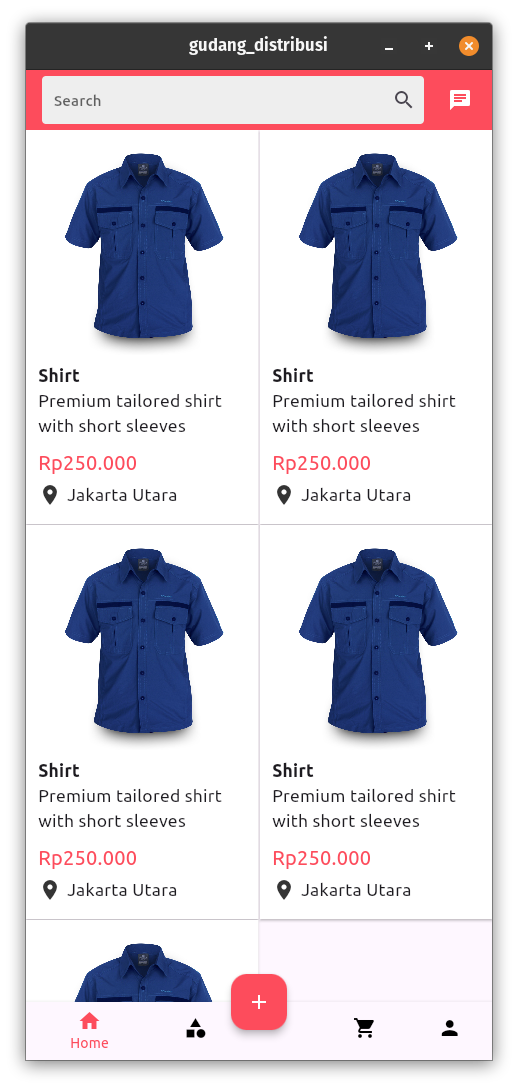 gudang_distribusi
Search
Shirt
Premium tailored shirt
with short sleeves
Rp250.000
Jakarta Utara
Shirt
Premium tailored shirt
with short sleeves
Rp250.000
Jakarta Utara
Shirt
Premium tailored shirt
with short sleeves
Rp250.000
Jakarta Utara
Shirt
Premium tailored shirt
with short sleeves
Rp250.000
Jakarta Utara
Home